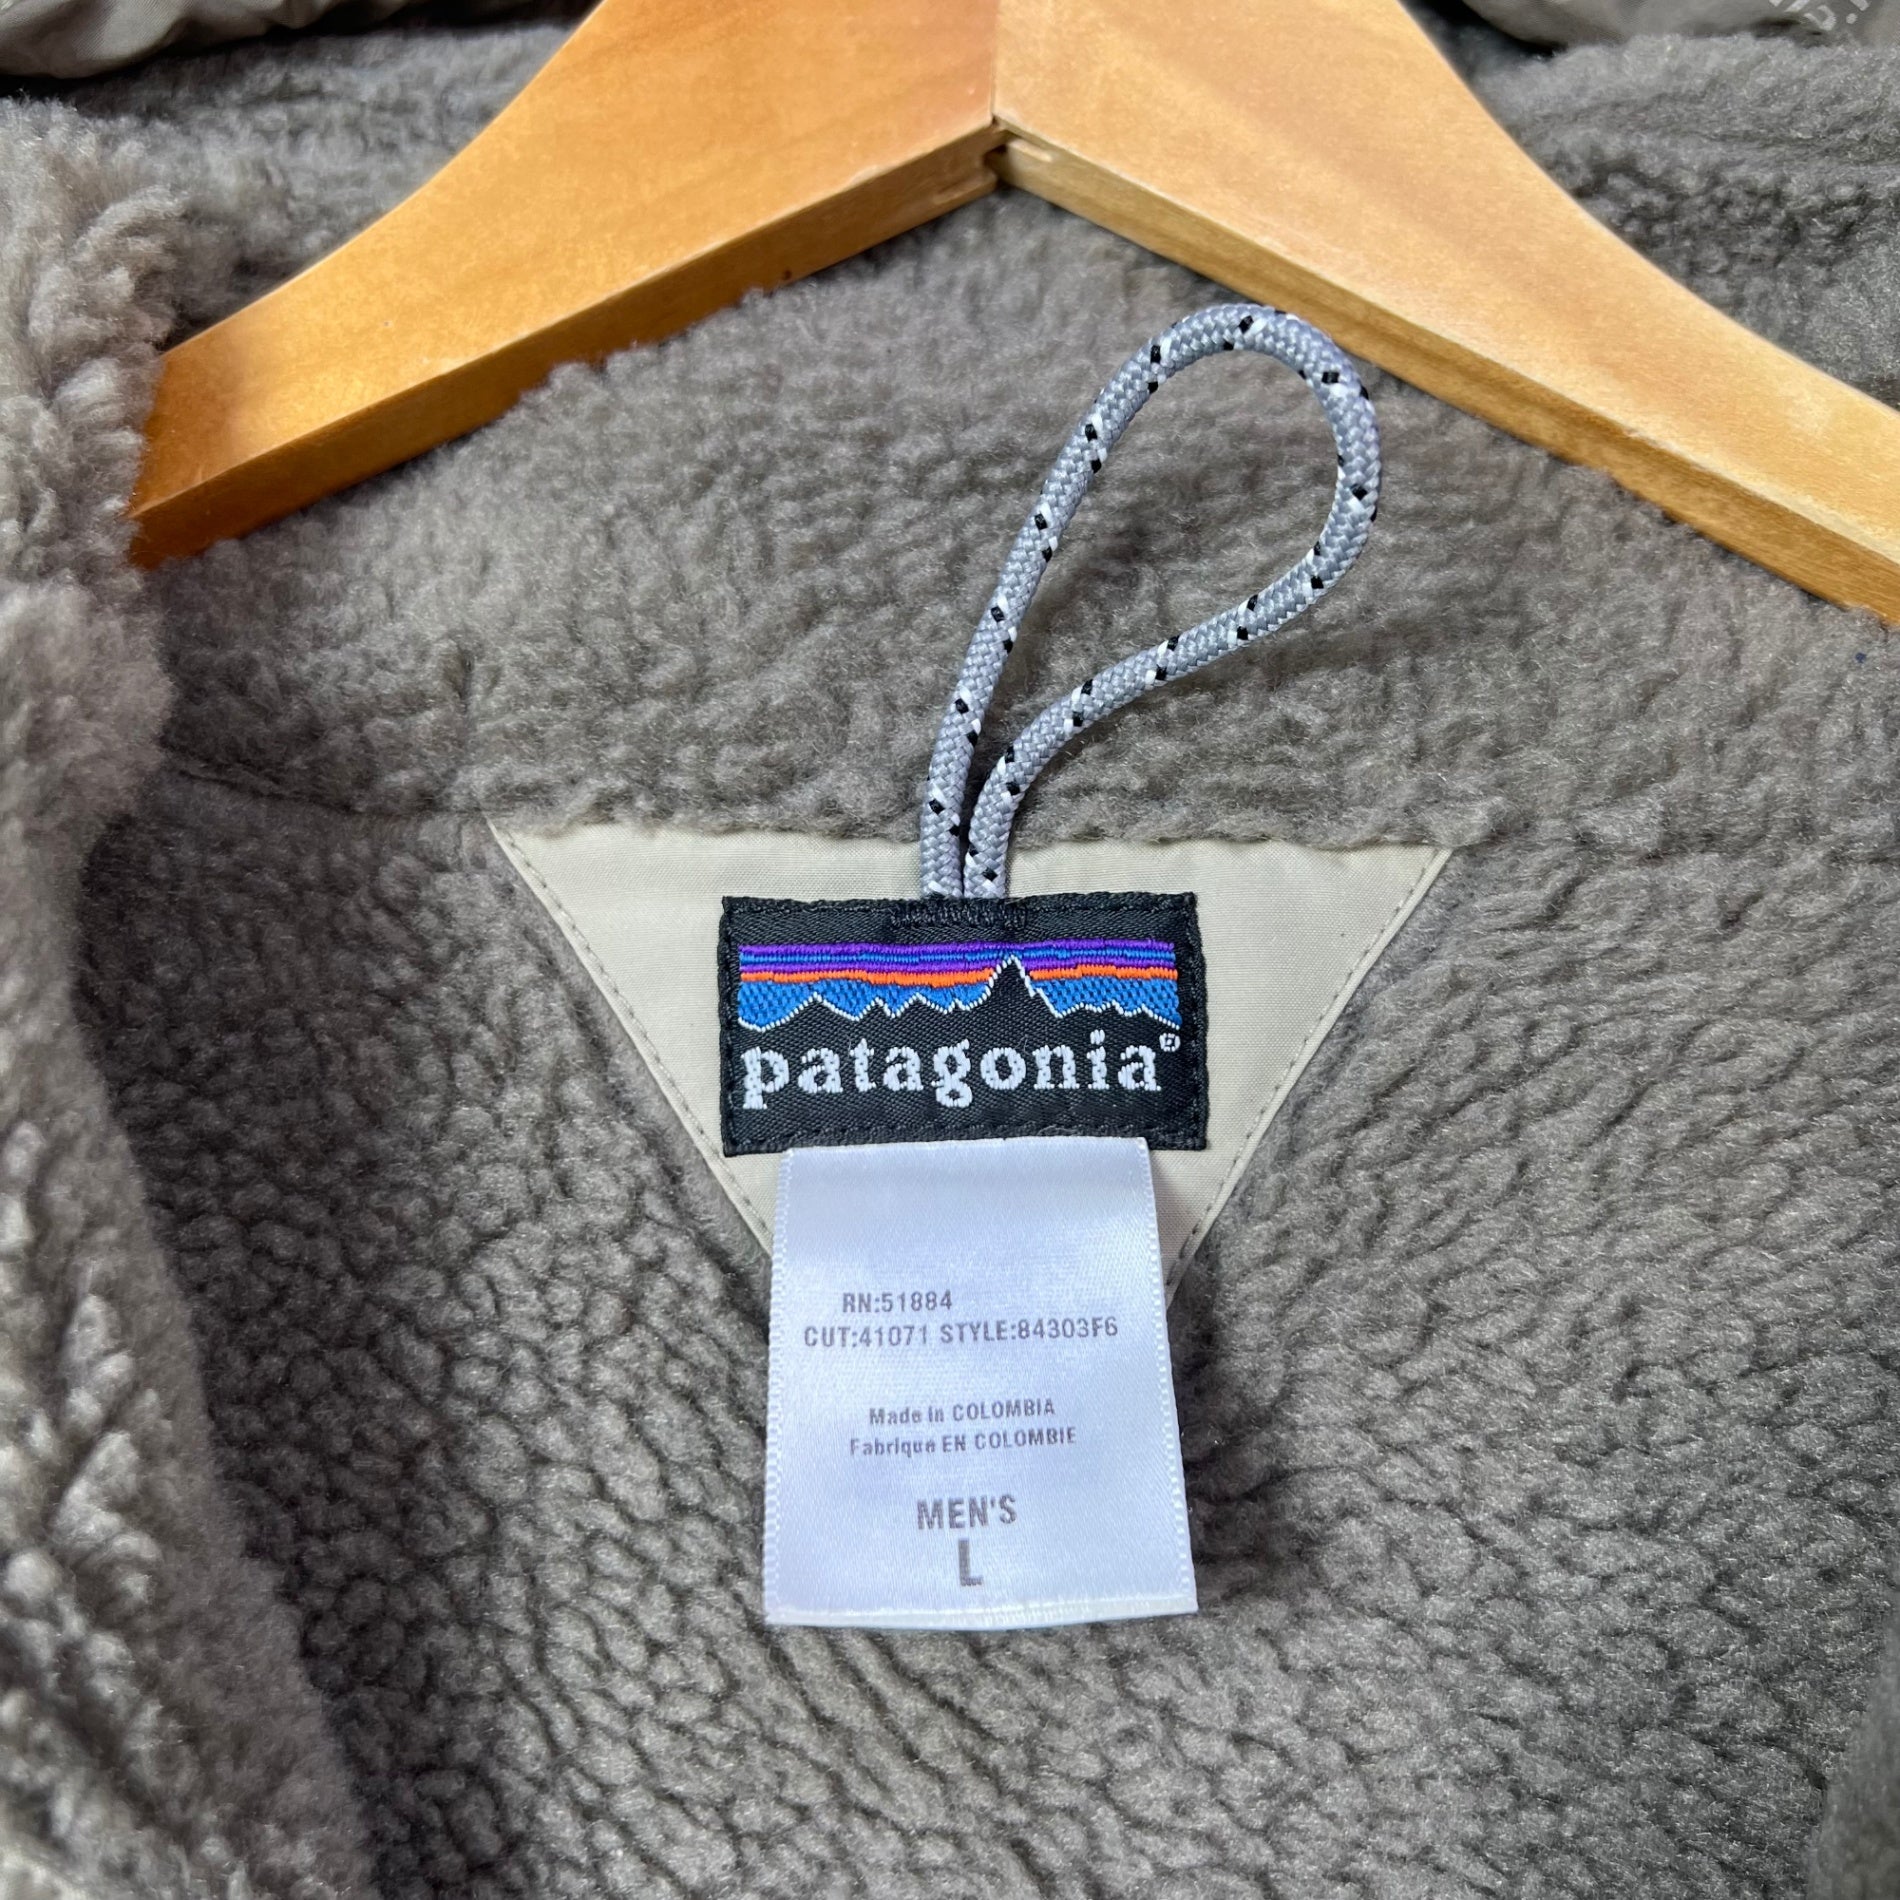 patagonia®
RN:51884
CUT:41071 STYLE:84303F6
Made in COLOMBIA
Fabrique EN COLOMBIE
MEN'S
L